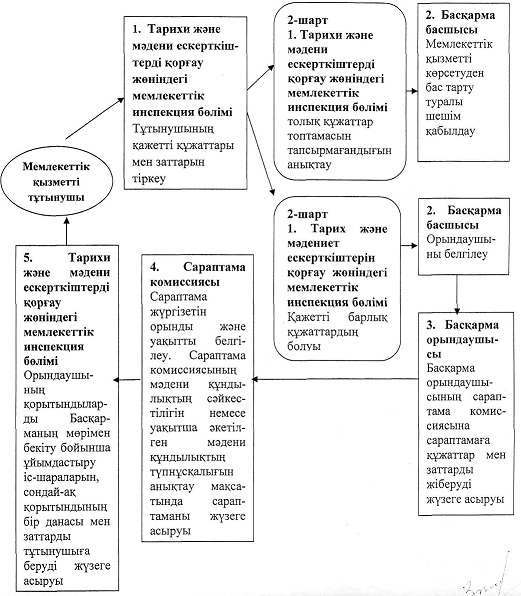 Мемлекеттік
қызметті
тұтынушы
1. Тарихи және
мәдени ескерткіш-
терді қорғау
жөніндегі
мемлекеттік
инспекция бөлімі
Тұтынушының
қажетті құжаттары
мен заттарын
тіркеу
2-шарт
1. Тарихи және
мәдени
ескерткіштерді
қорғау жөніндегі
мемлекеттік
инспекция бөлімі
толық құжаттар
топтамасын
тапсырмағандығын
анықтау
2. Басқарма
басшысы
Мемлекеттік
қызметті
көрсетуден
бас тарту
туралы
шешім
қабылдау
2-шарт
1. Тарих және
мәдениет
ескерткіштерін
қорғау жөніндегі
мемлекеттік
инспекция бөлімі)
Қажетті барлық
құжаттардың
болуы
2. Басқарма
басшысы
Орындаушы-
ны белгілеу
3. Басқарма
орындаушы-
сы
Басқарма
орындаушы-
сының сарап-
тама комис-
сиясына
сараптамаға
құжаттар мен
заттарды
жіберуді
жүзеге асыруы
4. Сараптама
комиссиясы
Сараптама
жүргізетін
орынды және
уақытты белгі-
леу. Сараптама
комиссиясының
мәдени құнды-
лықтың сәйкес-
тілігін немесе
уақытша әкетіл-
ген мәдени
құндылықтың
түпнұсқалығын
анықтау мақса-
тында сарап-
таманы жүзеге
асыруы
5. Тарихи
және мәдени
ескерткіштерді
қорғау
жөніндегі
мемлекеттік
инспекция
бөлімі
Орындаушы-
ның
қорытындылар-
ды Басқар-
маның мөрімен
бекіту бойынша
ұйымдастыру
іс-шараларын,
сондай-ақ
қорытындының
бір данасы мен
заттарды
тұтынушыға
беруді жүзеге
асыруы